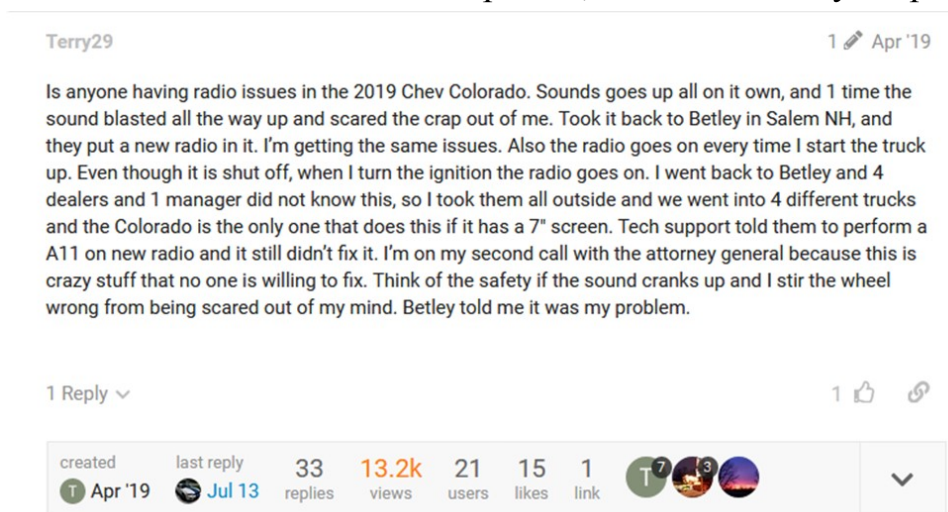 Terry29 1 Apr '19
Is anyone having radio issues in the 2019 Chev Colorado. Sounds goes up all on it own, and 1 time the
sound blasted all the way up and scared the crap out of me. Took it back to Betley in Salem NH, and
they put a new radio in it. I'm getting the same issues. Also the radio goes on every time I start the truck
up. Even though it is shut off, when I turn the ignition the radio goes on. I went back to Betley and 4
dealers and 1 manager did not know this, so I took them all outside and we went into 4 different trucks
and the Colorado is the only one that does this if it has a 7" screen. Tech support told them to perform a
A11 on new radio and it still didn't fix it. I'm on my second call with the attorney general because this is
crazy stuff that no one is willing to fix. Think of the safety if the sound cranks up and I stir the wheel
wrong from being scared out of my mind. Betley told me it was my problem.
1 Reply 1
created last reply 33 13.2k 21 15 1 T 7 3
T Apr '19 Jul 13 replies views users likes link